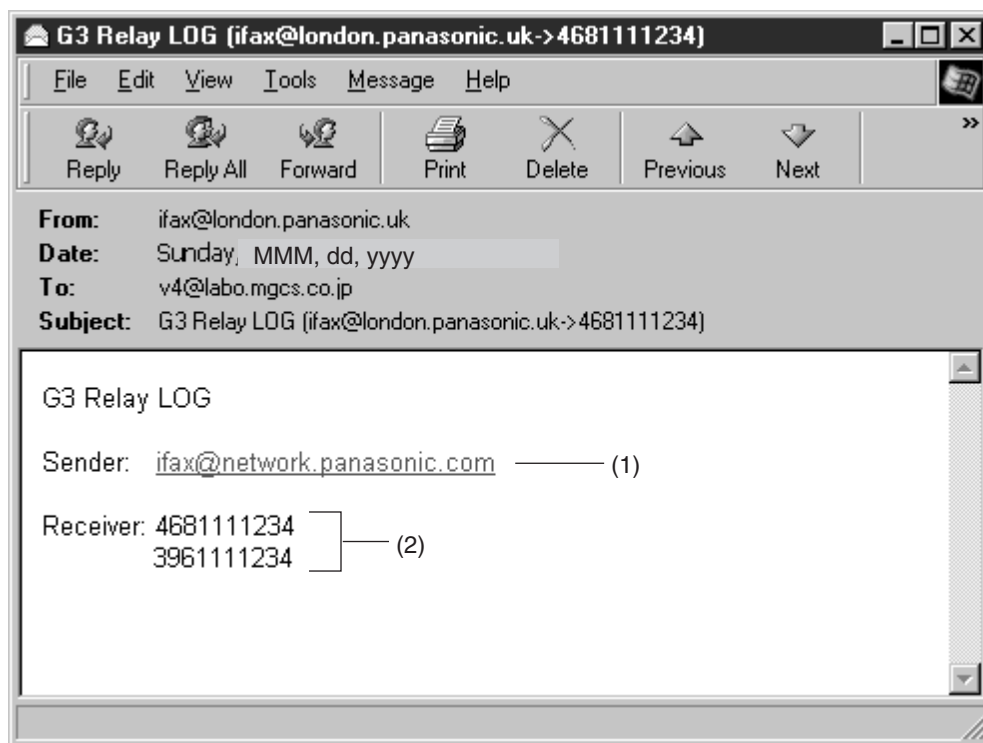 G3 Relay LOG (ifax@london.panasonic.uk->4681111234)
File Edit View Tools Message Help
Reply Reply All Forward Print Delete Previous Next »
From: ifax@london.panasonic.uk
Date: Sunday, MMM, dd, yyyy
To: v4@labo.mgcs.co.jp
Subject: G3 Relay LOG (ifax@london.panasonic.uk->4681111234)
G3 Relay LOG
Sender: ifax@network.panasonic.com (1)
Receiver: 4681111234
3961111234 (2)